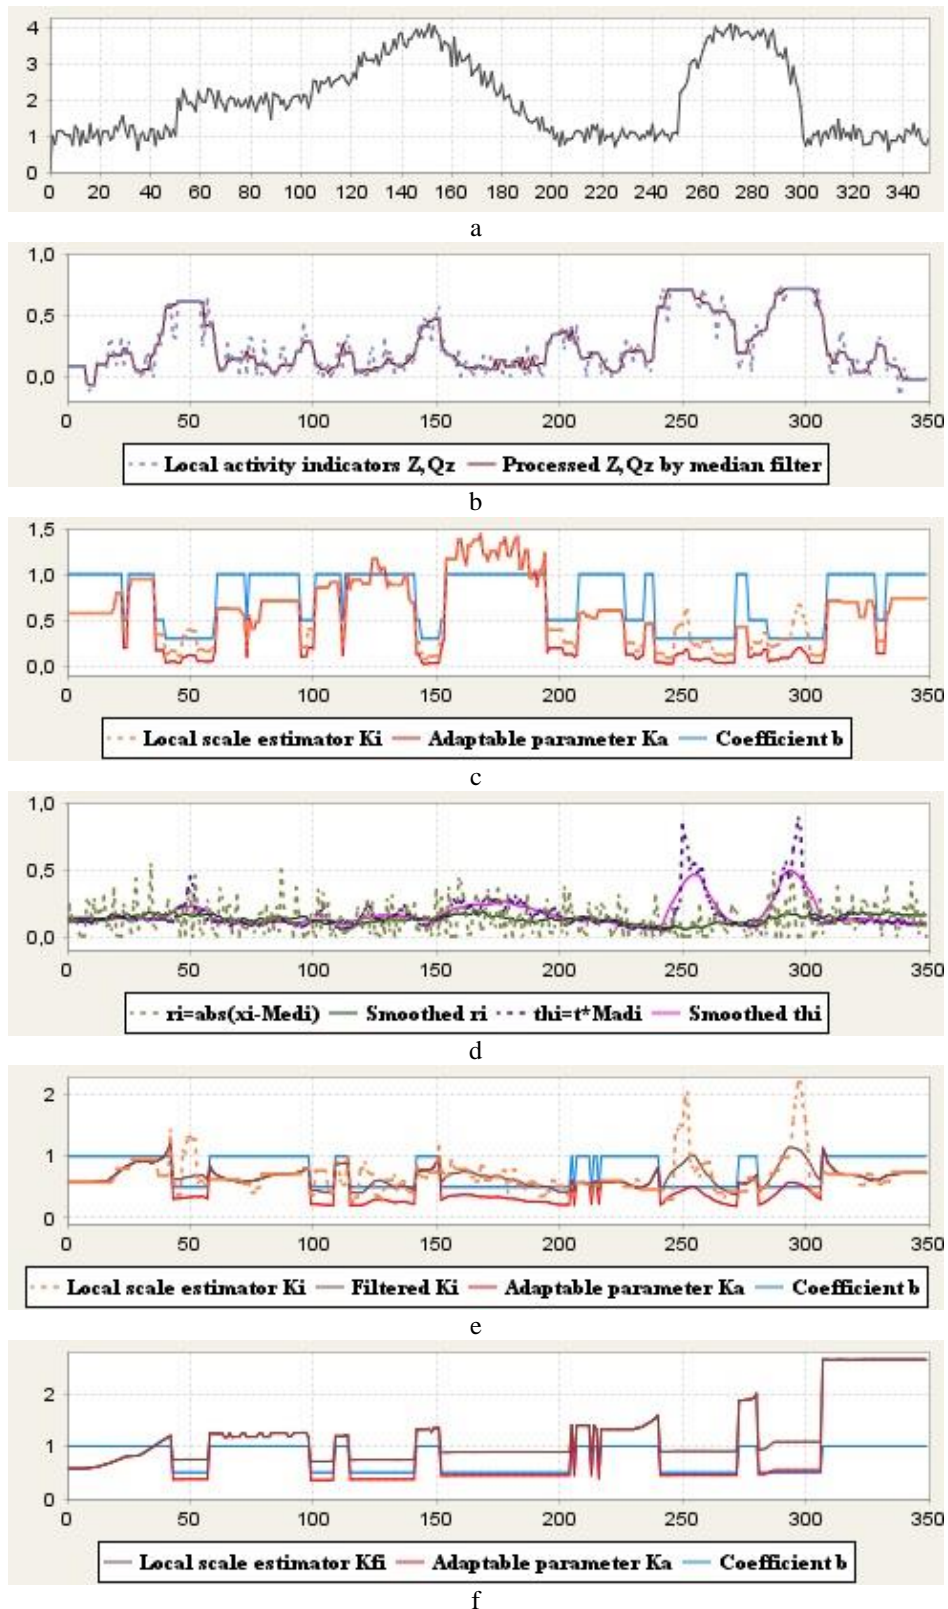 4
3
2
1
0
0 20 40 60 80 100 120 140 160 180 200 220 240 260 280 300 320 340
a
1,0
0,5
0,0
0 50 100 150 200 250 300 350
Local activity indicators Z,Qz Processed Z,Qz by median filter
b
1,5
1,0
0,5
0,0
0 50 100 150 200 250 300 350
Local scale estimator Ki Adaptable parameter Ka Coefficient b
c
1,0
0,5
0,0
0 50 100 150 200 250 300 350
ri=abs(xi-Medi) Smoothed ri thi=t*Madi Smoothed thi
d
2
1
0
0 50 100 150 200 250 300 350
Local scale estimator Ki Filtered Ki Adaptable parameter Ka Coefficient b
e
2
1
0
0 50 100 150 200 250 300 350
Local scale estimator Kfi Adaptable parameter Ka Coefficient b
f